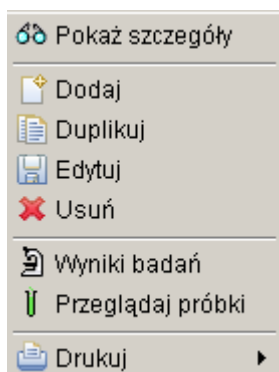 Pokaż szczegóły
Dodaj
Duplikuj
Edytuj
Usuń
Wyniki badań
Przeglądaj próbki
Drukuj